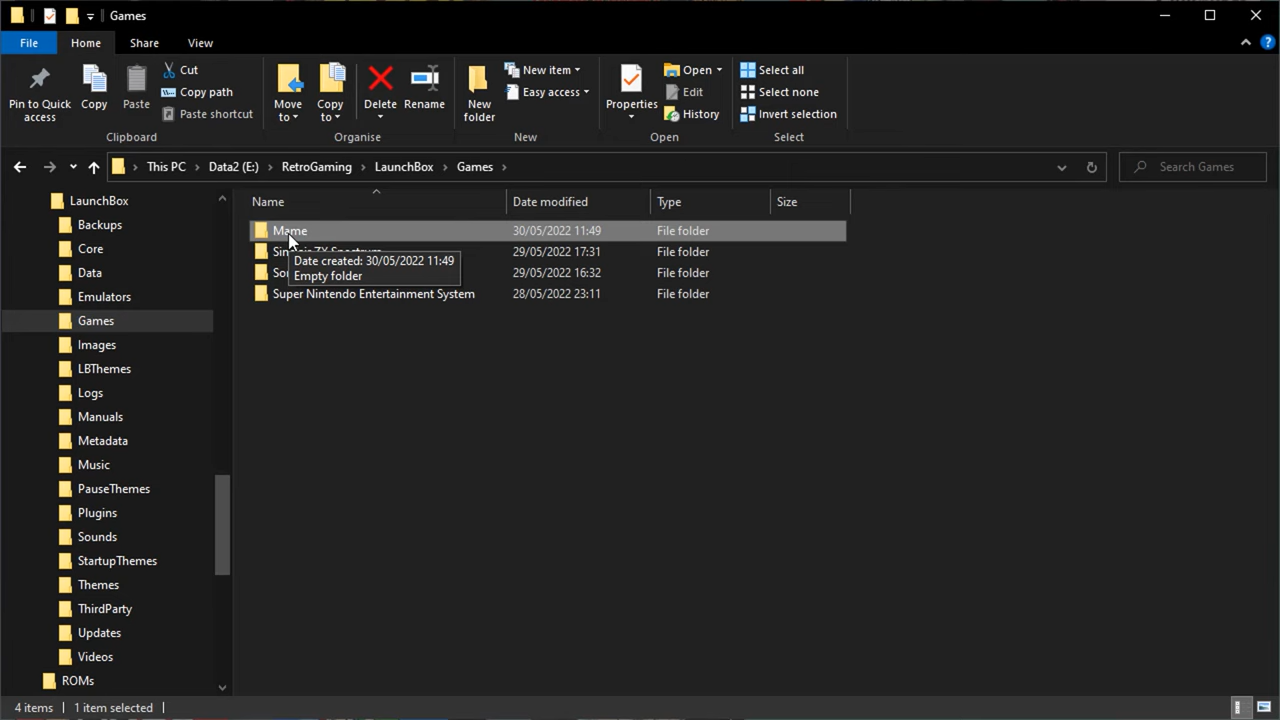 Games
File
Home
Share
View
Pin to Quick access
Copy
Paste
Cut
Copy path
Paste shortcut
Clipboard
Move to
Copy to
Delete
Rename
Organise
New folder
New item
Easy access
New
Properties
Open
Edit
History
Open
Select all
Select none
Invert selection
Select
This PC > Data2 (E:) > RetroGaming > LaunchBox > Games >
Search Games
LaunchBox
Backups
Core
Data
Emulators
Games
Images
LBThemes
Logs
Manuals
Metadata
Music
PauseThemes
Plugins
Sounds
StartupThemes
Themes
ThirdParty
Updates
Videos
ROMs
Name Date modified Type Size
Mame 30/05/2022 11:49 File folder
29/05/2022 17:31 File folder
29/05/2022 16:32 File folder
Super Nintendo Entertainment System 28/05/2022 23:11 File folder
Date created: 30/05/2022 11:49
Empty folder
4 items 1 item selected